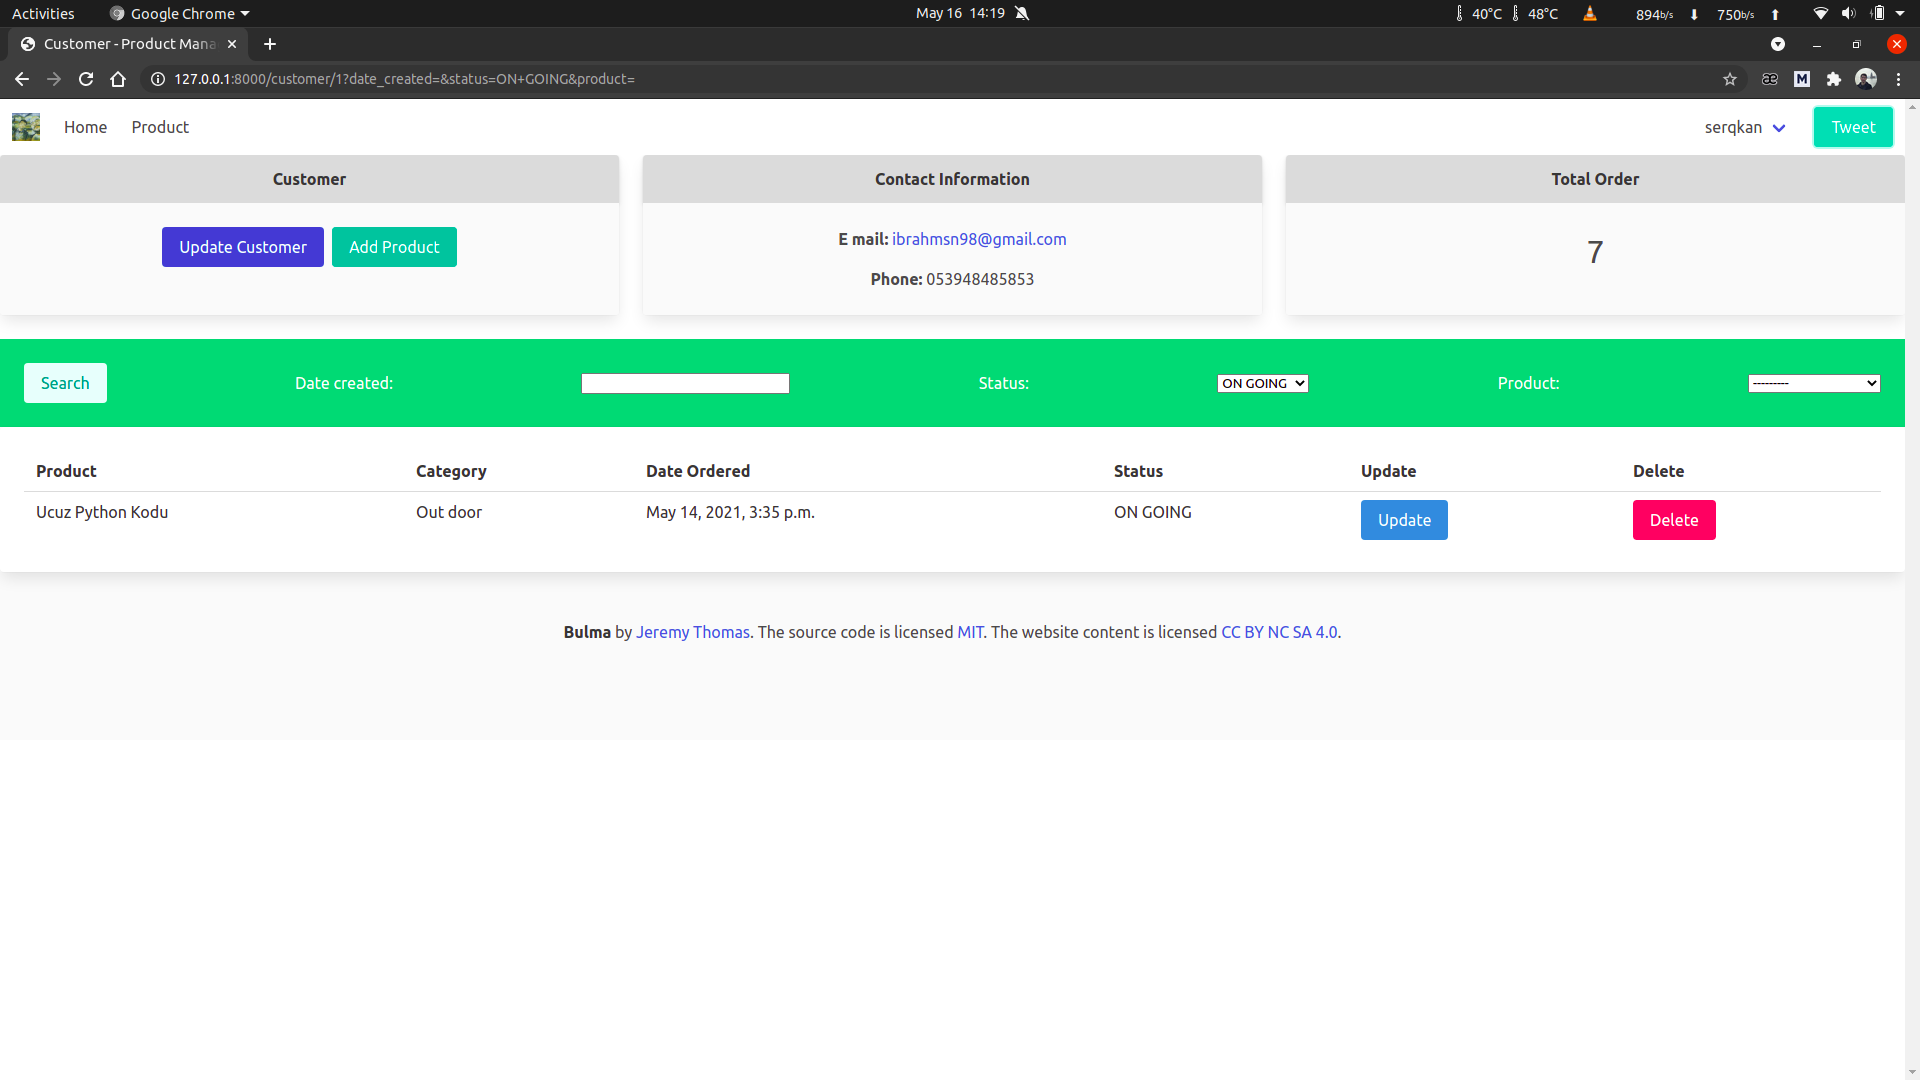 Activities Google Chrome May 16 14:19 40°C 48°C 894b/s 750b/s
Customer - Product Mana
127.0.0.1:8000/customer/1?date_created=&status=ON+GOING&product= æ M
Home Product serqkan Tweet
Customer Contact Information Total Order
Update Customer Add Product
E mail: ibrahmsn98@gmail.com
7
Phone: 053948485853
Search Date created: Status: ON GOING Product: ---------
Product Category Date Ordered Status Update Delete
Ucuz Python Kodu Out door May 14, 2021, 3:35 p.m. ON GOING Update Delete
Bulma by Jeremy Thomas. The source code is licensed MIT. The website content is licensed CC BY NC SA 4.0.